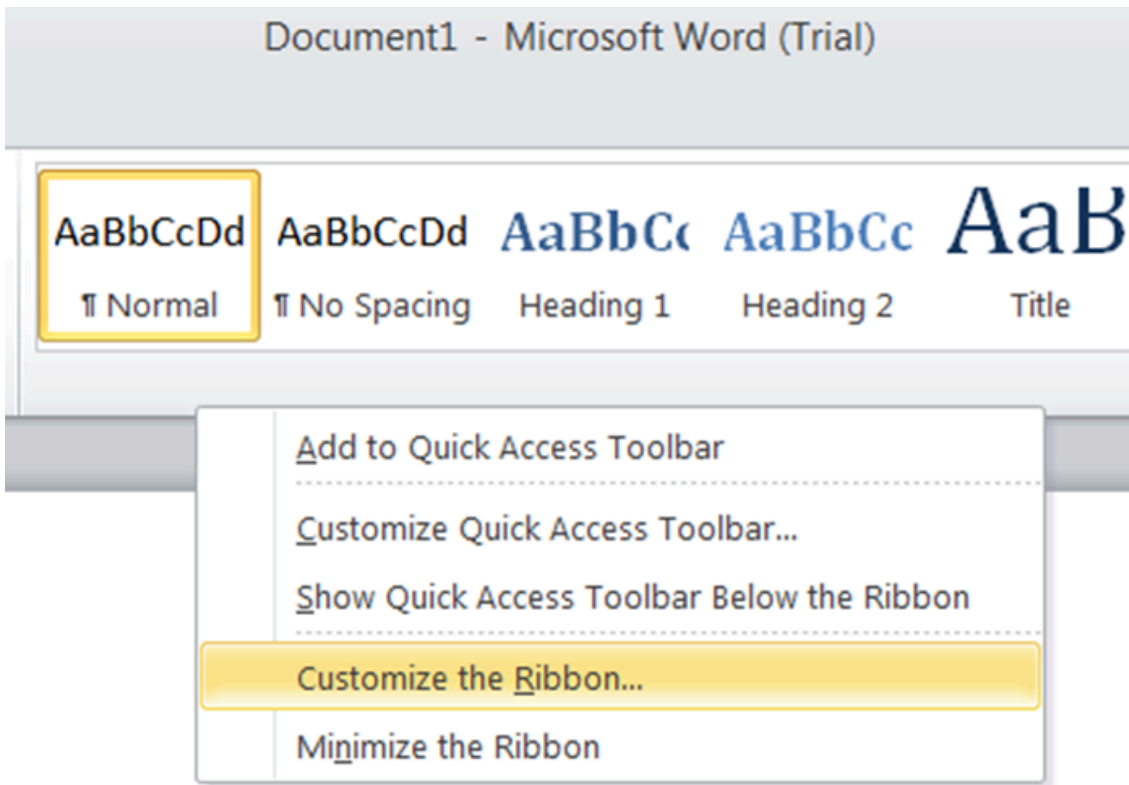 Document1 - Microsoft Word (Trial)
AaBbCcDd AaBbCcDd AaBbCc AaBbCc AaB
¶ Normal ¶ No Spacing Heading 1 Heading 2 Title
Add to Quick Access Toolbar
Customize Quick Access Toolbar...
Show Quick Access Toolbar Below the Ribbon
Customize the Ribbon...
Minimize the Ribbon